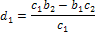 d₁ = (c₁b₂ − b₁c₂) / c₁